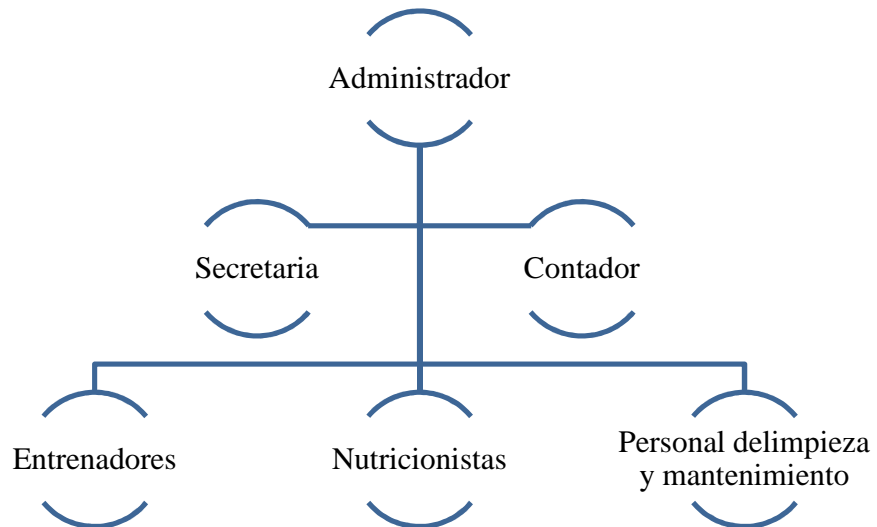 Administrador
Secretaria
Contador
Entrenadores
Nutricionistas
Personal delimpieza
y mantenimiento